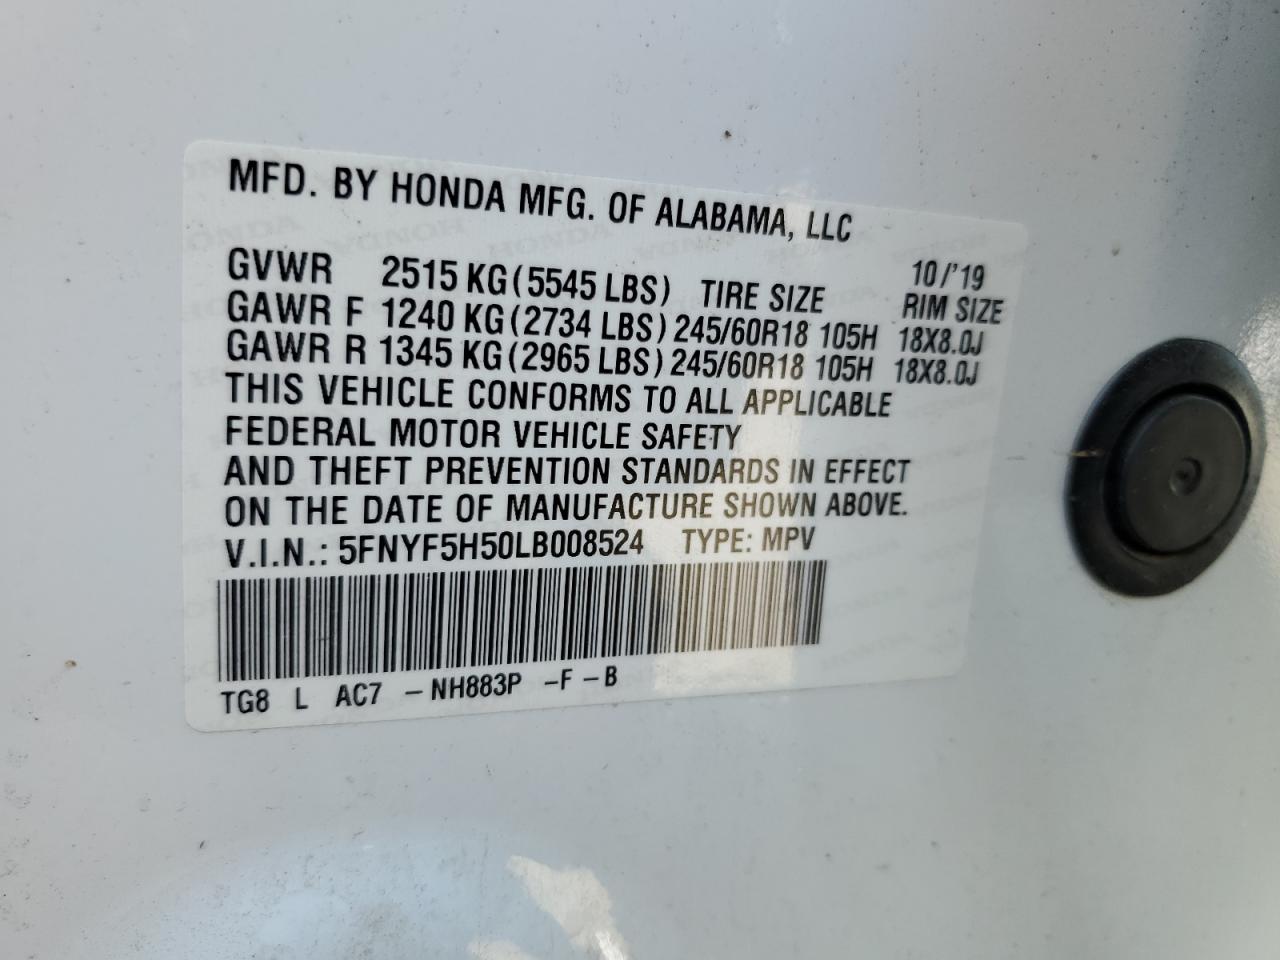 MFD. BY HONDA MFG. OF ALABAMA, LLC
10/'19
GVWR 2515 KG (5545 LBS) TIRE SIZE RIM SIZE
GAWR F 1240 KG (2734 LBS) 245/60R18 105H 18X8.0J
GAWR R 1345 KG (2965 LBS) 245/60R18 105H 18X8.0J
THIS VEHICLE CONFORMS TO ALL APPLICABLE
FEDERAL MOTOR VEHICLE SAFETY
AND THEFT PREVENTION STANDARDS IN EFFECT
ON THE DATE OF MANUFACTURE SHOWN ABOVE.
V.I.N.: 5FNYF5H50LB008524 TYPE: MPV
TG8 L AC7 -NH883P -F-B